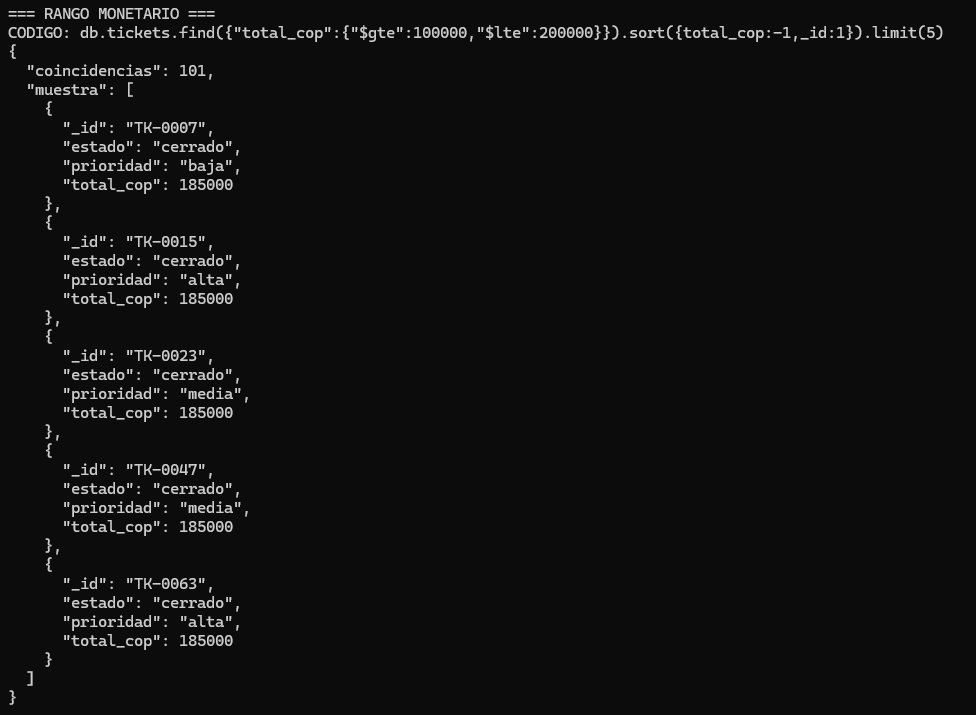 === RANGO MONETARIO ===
CODIGO: db.tickets.find({"total_cop":{"$gte":100000,"$lte":200000}}).sort({total_cop:-1,_id:1}).limit(5)
{
  "coincidencias": 101,
  "muestra": [
    {
      "_id": "TK-0007",
      "estado": "cerrado",
      "prioridad": "baja",
      "total_cop": 185000
    },
    {
      "_id": "TK-0015",
      "estado": "cerrado",
      "prioridad": "alta",
      "total_cop": 185000
    },
    {
      "_id": "TK-0023",
      "estado": "cerrado",
      "prioridad": "media",
      "total_cop": 185000
    },
    {
      "_id": "TK-0047",
      "estado": "cerrado",
      "prioridad": "media",
      "total_cop": 185000
    },
    {
      "_id": "TK-0063",
      "estado": "cerrado",
      "prioridad": "alta",
      "total_cop": 185000
    }
  ]
}